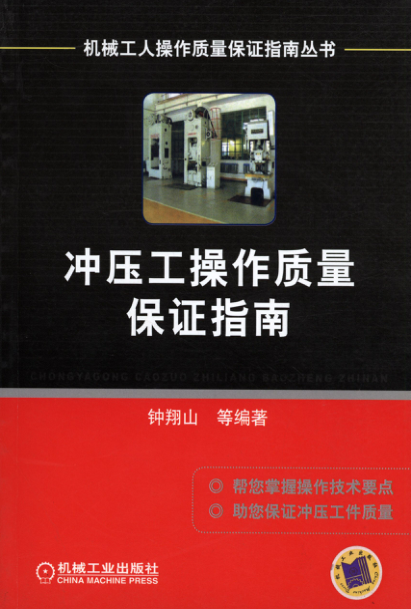 机械工人操作质量保证指南丛书
冲压工操作质量
保证指南
CHONGYAGONG CAOZUO ZHILIANG BAOZHENG ZHINAN
钟翔山 等编著
◎ 帮您掌握操作技术要点
◎ 助您保证冲压工件质量
机械工业出版社
CHINA MACHINE PRESS